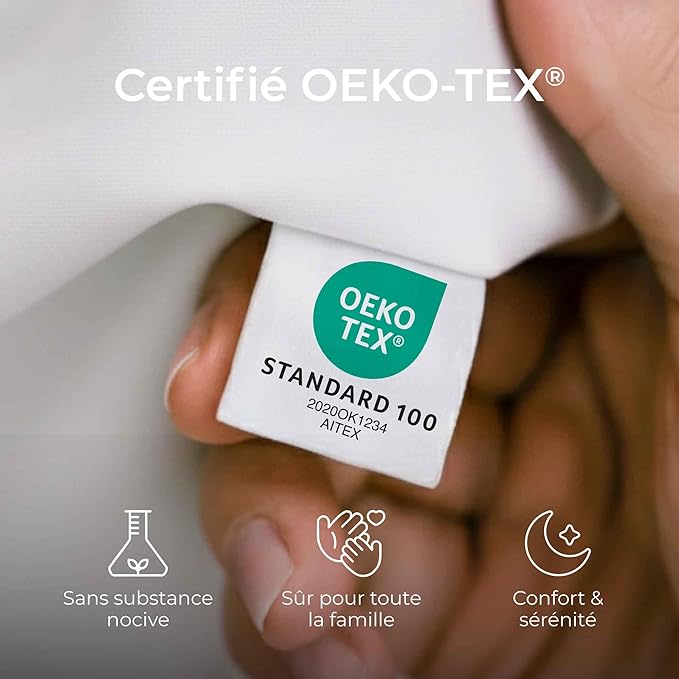 Certifié OEKO-TEX®
OEKO
TEX®
STANDARD 100
2020OK1234
AITEX
Sans substance
nocive
Sûr pour toute
la famille
Confort &
sérénité